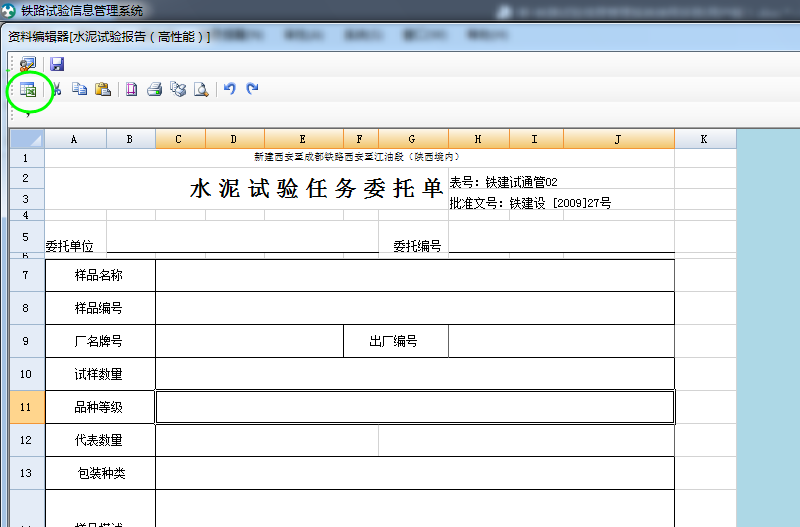 铁路试验信息管理系统
资料编辑器[水泥试验报告（高性能）]
A B C D E F G H I J K
1 新建西安至成都铁路西安至江油段（陕西境内）
2 水泥试验任务委托单 表号：铁建试通管02
3 批准文号：铁建设 [2009]27号
4
5 委托单位 委托编号
6
7 样品名称
8 样品编号
9 厂名牌号 出厂编号
10 试样数量
11 品种等级
12 代表数量
13 包装种类
样品描述